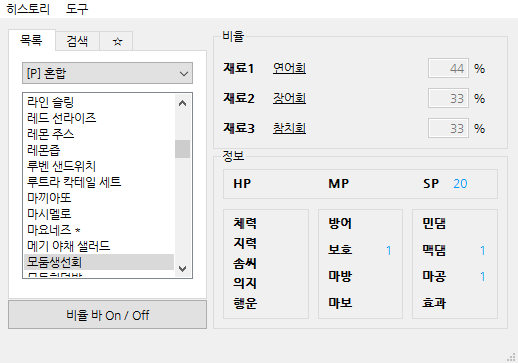 히스토리 도구
목록 검색 ☆
[P] 혼합
라인 슬링
레드 선라이즈
레몬 주스
레몬즙
루벤 샌드위치
루트라 칵테일 세트
마끼아또
마시멜로
마요네즈 *
메기 야채 샐러드
모둠생선회
비율 바 On / Off
비율
재료1 연어회 44 %
재료2 장어회 33 %
재료3 참치회 33 %
정보
HP MP SP 20
체력
지력
솜씨
의지
행운
방어
보호 1
마방
마보
민댐
맥댐 1
마공 1
효과